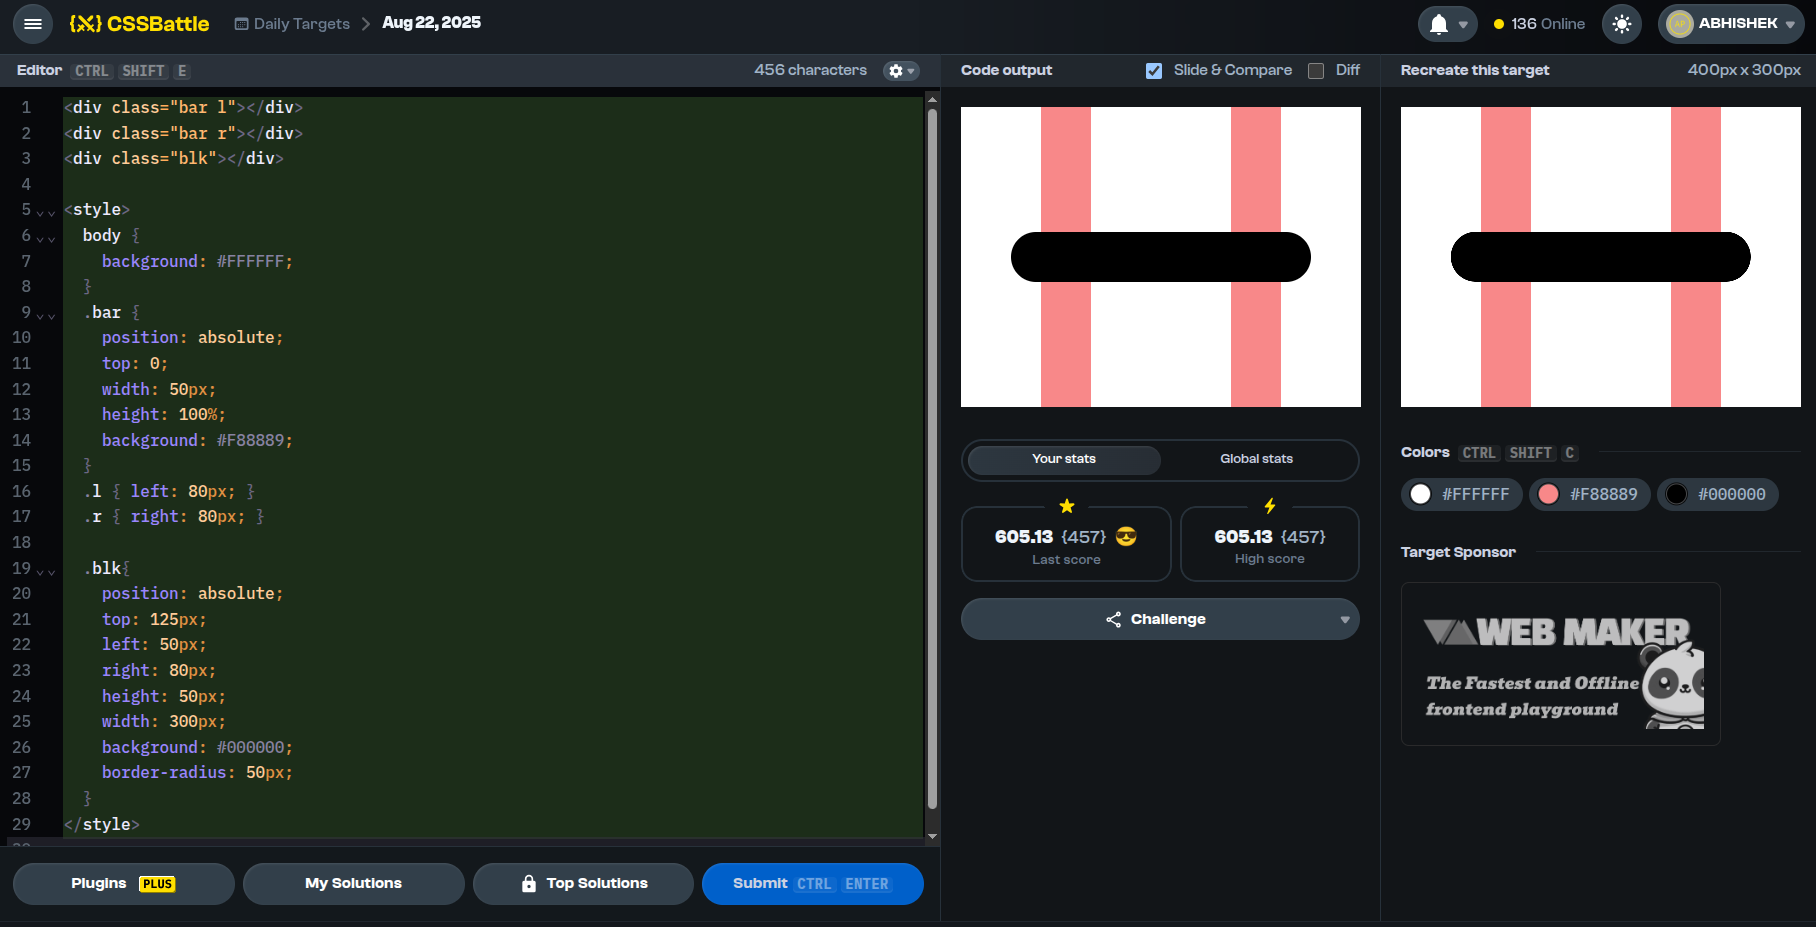 CSSBattle
Daily Targets > Aug 22, 2025
136 Online
ABHISHEK
Editor CTRL SHIFT E
456 characters
Code output
Slide & Compare
Diff
Recreate this target
400px x 300px
1 <div class="bar l"></div>
2 <div class="bar r"></div>
3 <div class="blk"></div>
4
5 <style>
6 body {
7 background: #FFFFFF;
8 }
9 .bar {
10 position: absolute;
11 top: 0;
12 width: 50px;
13 height: 100%;
14 background: #F88889;
15 }
16 .l { left: 80px; }
17 .r { right: 80px; }
18
19 .blk{
20 position: absolute;
21 top: 125px;
22 left: 50px;
23 right: 80px;
24 height: 50px;
25 width: 300px;
26 background: #000000;
27 border-radius: 50px;
28 }
29 </style>
Your stats
Global stats
605.13 {457}
Last score
605.13 {457}
High score
Challenge
Colors CTRL SHIFT C
#FFFFFF
#F88889
#000000
Target Sponsor
WEB MAKER
The Fastest and Offline
frontend playground
Plugins PLUS
My Solutions
Top Solutions
Submit CTRL ENTER